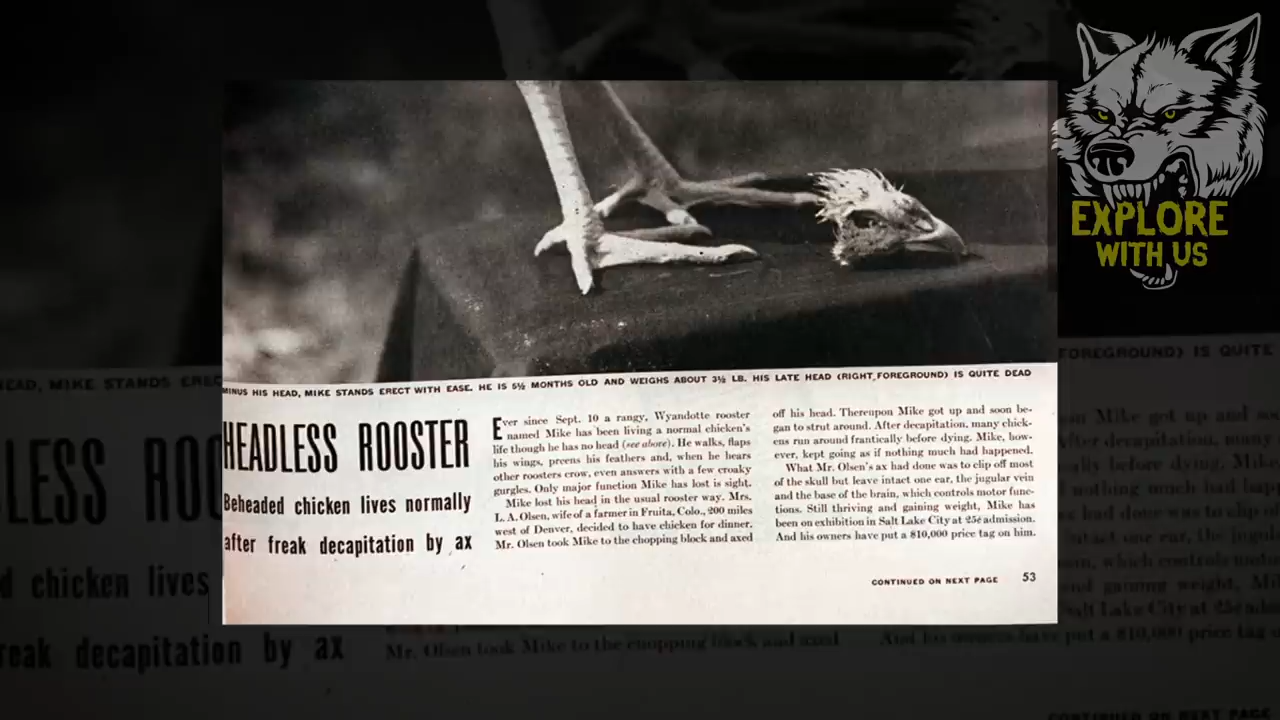 EXPLORE
WITH US
MINUS HIS HEAD, MIKE STANDS ERECT WITH EASE. HE IS 5½ MONTHS OLD AND WEIGHS ABOUT 3½ LB. HIS LATE HEAD (RIGHT FOREGROUND) IS QUITE DEAD
HEADLESS ROOSTER
Beheaded chicken lives normally
after freak decapitation by ax
Ever since Sept. 10 a rangy, Wyandotte rooster
named Mike has been living a normal chicken's
life though he has no head (see above). He walks, flaps
his wings, preens his feathers and, when he hears
other roosters crow, even answers with a few croaky
gurgles. Only major function Mike has lost is sight.
Mike lost his head in the usual rooster way. Mrs.
L. A. Olsen, wife of a farmer in Fruita, Colo., 200 miles
west of Denver, decided to have chicken for dinner.
Mr. Olsen took Mike to the chopping block and axed
off his head. Thereupon Mike got up and soon be-
gan to strut around. After decapitation, many chick-
ens run around frantically before dying. Mike, how-
ever, kept going as if nothing much had happened.
What Mr. Olsen's ax had done was to clip off most
of the skull but leave intact one ear, the jugular vein
and the base of the brain, which controls motor func-
tions. Still thriving and gaining weight, Mike has
been on exhibition in Salt Lake City at 25¢ admission.
And his owners have put a $10,000 price tag on him.
CONTINUED ON NEXT PAGE 53